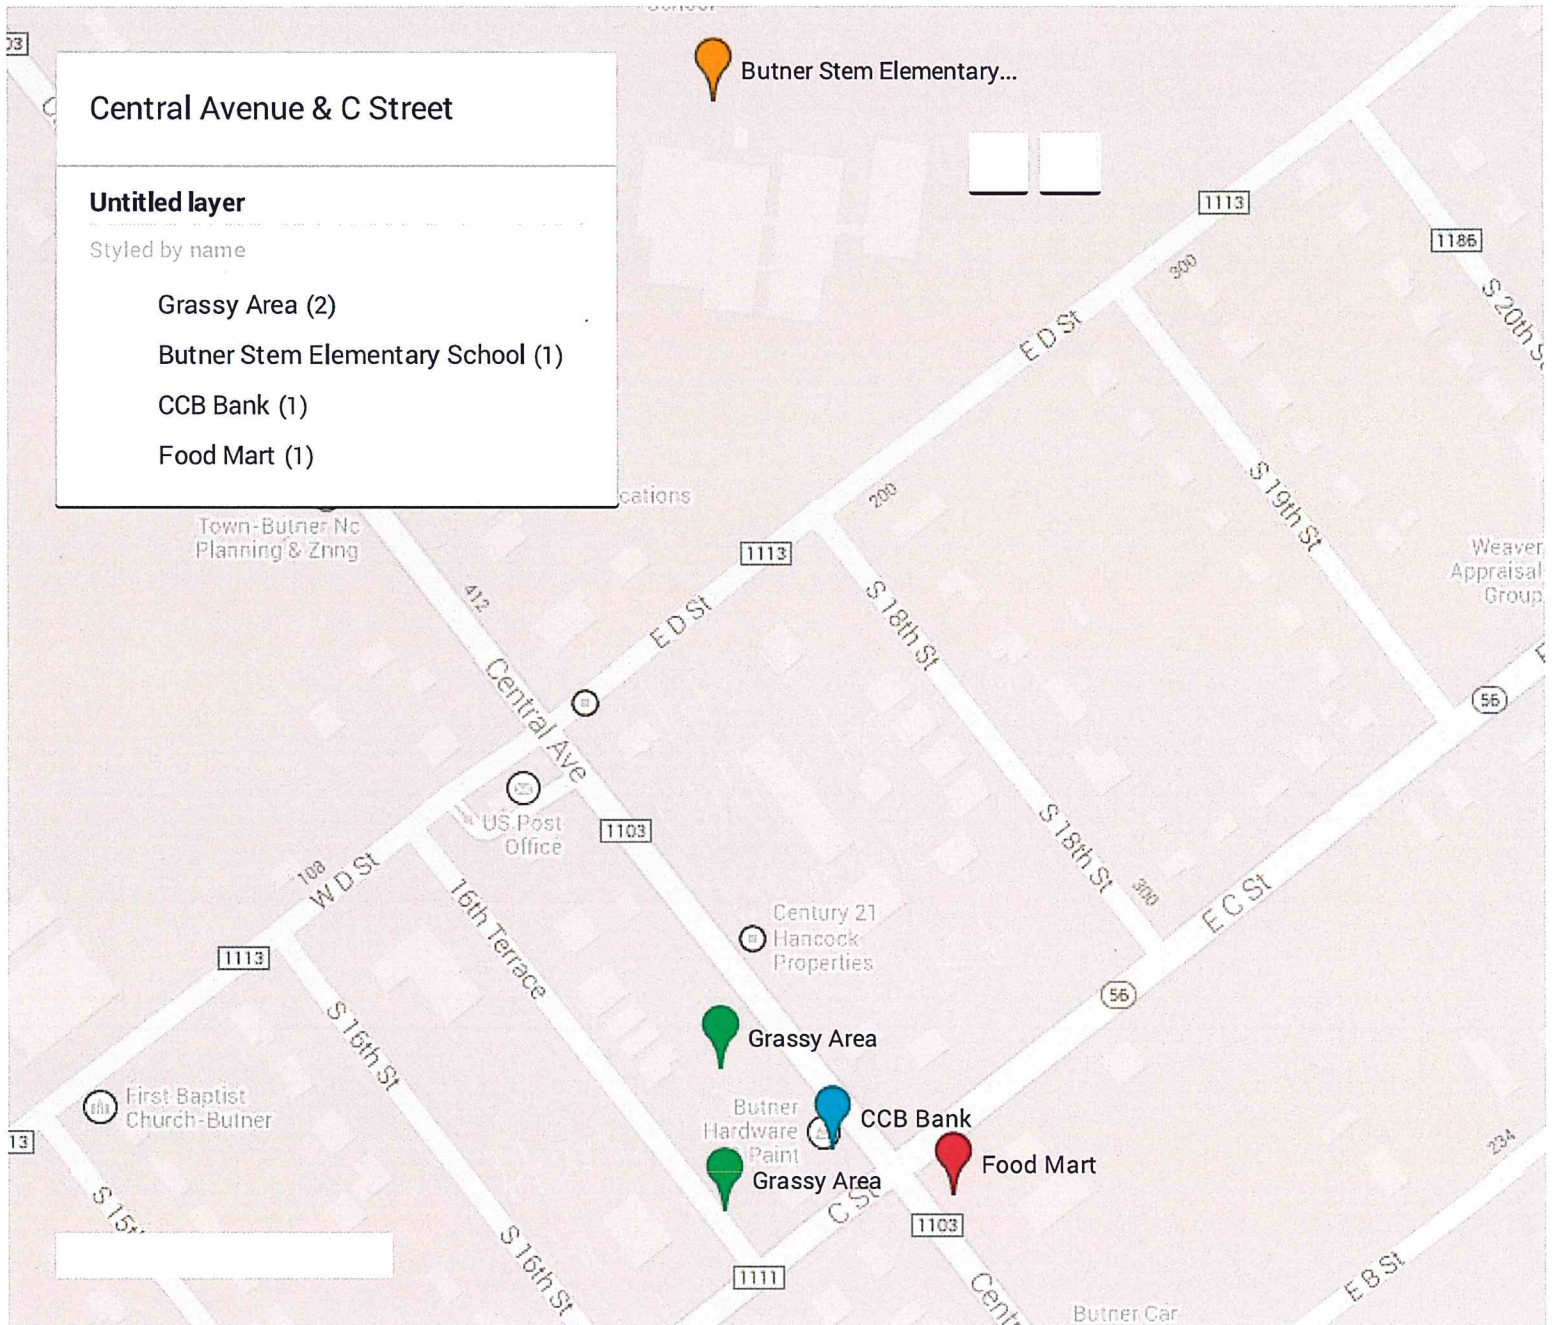 Butner Stem Elementary...
Central Avenue & C Street
Untitled layer
Styled by name
Grassy Area (2)
Butner Stem Elementary School (1)
CCB Bank (1)
Food Mart (1)
1113
1186
300
S 20th S
E D St
cations
200
S 19th St
Town-Butner Nc
Planning & Znng
1113
Weaver
Appraisal
Group
412
E D St
S 18th St
Central Ave
56
US Post
Office
1103
108
W D St
S 18th St
300
E C St
16th Terrace
Century 21
Hancock
Properties
1113
56
S 16th St
Grassy Area
First Baptist
Church-Butner
Butner
Hardware
Paint
CCB Bank
13
Food Mart
234
Grassy Area
C St
S 15t
1103
S 16th St
1111
E B St
Centr
Butner Car